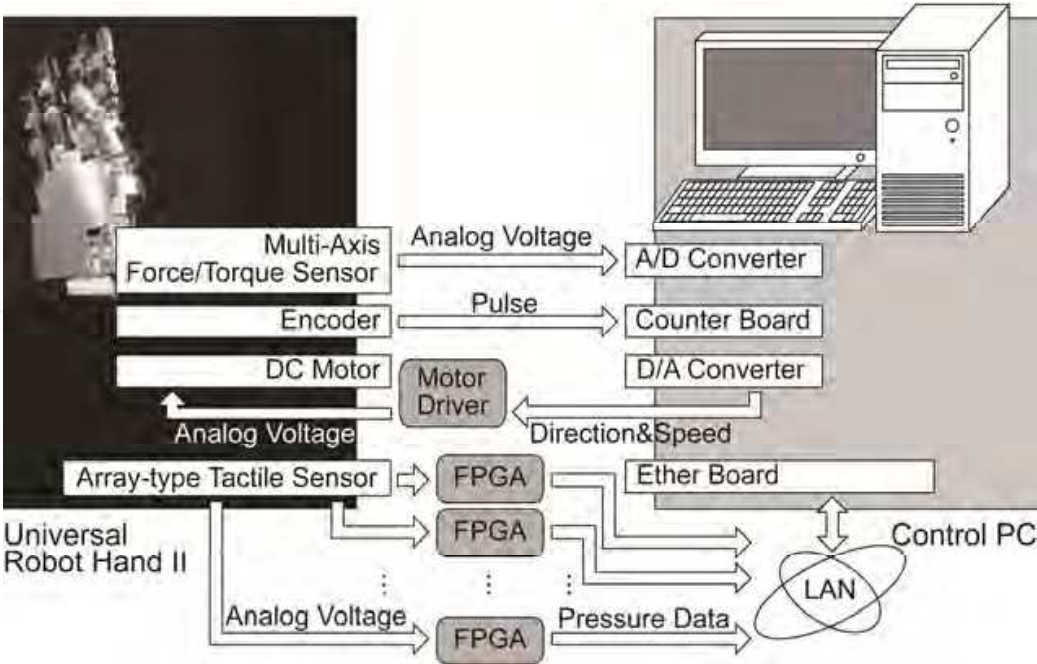 Multi-Axis
Force/Torque Sensor
Analog Voltage
A/D Converter
Encoder
Pulse
Counter Board
DC Motor
Motor
Driver
D/A Converter
Analog Voltage
Direction&Speed
Array-type Tactile Sensor
FPGA
Ether Board
Universal
Robot Hand II
FPGA
Control PC
LAN
Analog Voltage
FPGA
Pressure Data